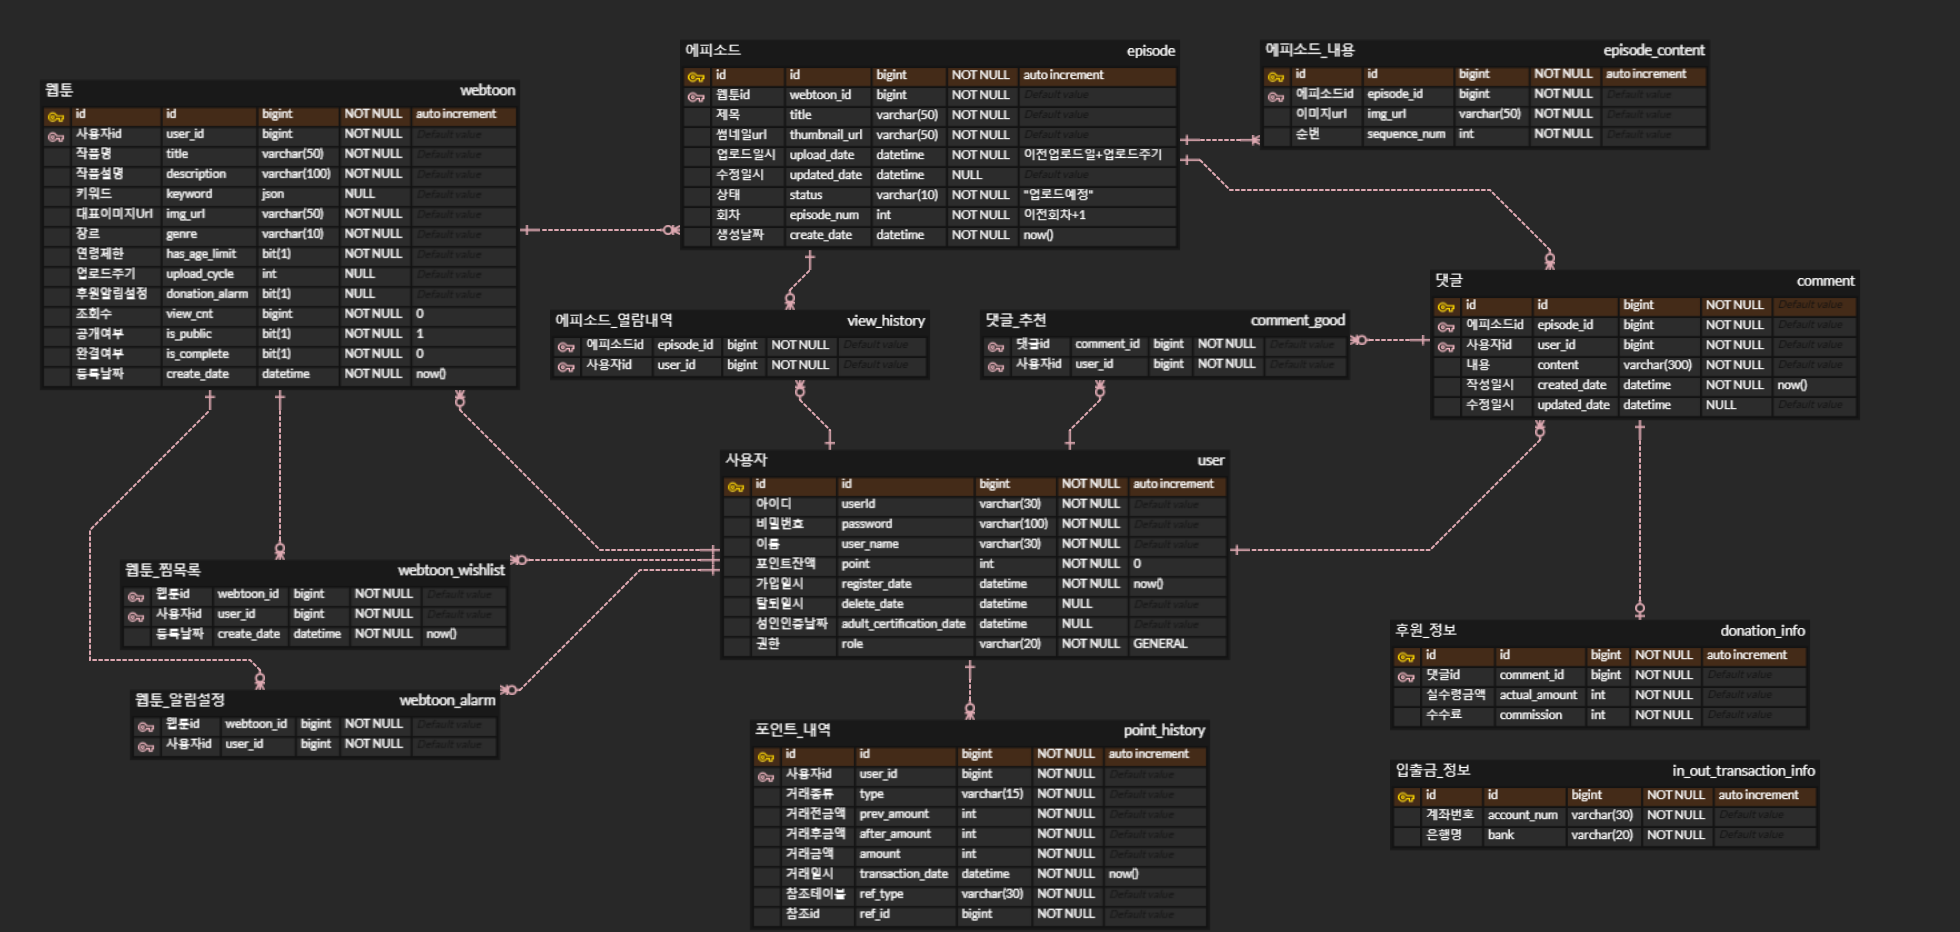 웹툰 webtoon
id id bigint NOT NULL auto increment
사용자id user_id bigint NOT NULL Default value
작품명 title varchar(50) NOT NULL Default value
작품설명 description varchar(100) NOT NULL Default value
키워드 keyword json NULL Default value
대표이미지Url img_url varchar(50) NOT NULL Default value
장르 genre varchar(10) NOT NULL Default value
연령제한 has_age_limit bit(1) NOT NULL Default value
업로드주기 upload_cycle int NULL Default value
후원알림설정 donation_alarm bit(1) NULL Default value
조회수 view_cnt bigint NOT NULL 0
공개여부 is_public bit(1) NOT NULL 1
완결여부 is_complete bit(1) NOT NULL 0
등록날짜 create_date datetime NOT NULL now()
에피소드 episode
id id bigint NOT NULL auto increment
웹툰id webtoon_id bigint NOT NULL Default value
제목 title varchar(50) NOT NULL Default value
썸네일url thumbnail_url varchar(50) NOT NULL Default value
업로드일시 upload_date datetime NOT NULL 이전업로드일+업로드주기
수정일시 updated_date datetime NULL Default value
상태 status varchar(10) NOT NULL "업로드예정"
회차 episode_num int NOT NULL 이전회차+1
생성날짜 create_date datetime NOT NULL now()
에피소드_내용 episode_content
id id bigint NOT NULL auto increment
에피소드id episode_id bigint NOT NULL Default value
이미지url img_url varchar(50) NOT NULL Default value
순번 sequence_num int NOT NULL Default value
에피소드_열람내역 view_history
에피소드id episode_id bigint NOT NULL Default value
사용자id user_id bigint NOT NULL Default value
댓글_추천 comment_good
댓글id comment_id bigint NOT NULL Default value
사용자id user_id bigint NOT NULL Default value
댓글 comment
id id bigint NOT NULL Default value
에피소드id episode_id bigint NOT NULL Default value
사용자id user_id bigint NOT NULL Default value
내용 content varchar(300) NOT NULL Default value
작성일시 created_date datetime NOT NULL now()
수정일시 updated_date datetime NULL Default value
사용자 user
id id bigint NOT NULL auto increment
아이디 userId varchar(30) NOT NULL Default value
비밀번호 password varchar(100) NOT NULL Default value
이름 user_name varchar(30) NOT NULL Default value
포인트잔액 point int NOT NULL 0
가입일시 register_date datetime NOT NULL now()
탈퇴일시 delete_date datetime NULL Default value
성인인증날짜 adult_certification_date datetime NULL Default value
권한 role varchar(20) NOT NULL GENERAL
웹툰_찜목록 webtoon_wishlist
웹툰id webtoon_id bigint NOT NULL Default value
사용자id user_id bigint NOT NULL Default value
등록날짜 create_date datetime NOT NULL now()
웹툰_알림설정 webtoon_alarm
웹툰id webtoon_id bigint NOT NULL Default value
사용자id user_id bigint NOT NULL Default value
포인트_내역 point_history
id id bigint NOT NULL auto increment
사용자id user_id bigint NOT NULL Default value
거래종류 type varchar(15) NOT NULL Default value
거래전금액 prev_amount int NOT NULL Default value
거래후금액 after_amount int NOT NULL Default value
거래금액 amount int NOT NULL Default value
거래일시 transaction_date datetime NOT NULL now()
참조테이블 ref_type varchar(30) NOT NULL Default value
참조id ref_id bigint NOT NULL Default value
후원_정보 donation_info
id id bigint NOT NULL auto increment
댓글id comment_id bigint NOT NULL Default value
실수령금액 actual_amount int NOT NULL Default value
수수료 commission int NOT NULL Default value
입출금_정보 in_out_transaction_info
id id bigint NOT NULL auto increment
계좌번호 account_num varchar(30) NOT NULL Default value
은행명 bank varchar(20) NOT NULL Default value